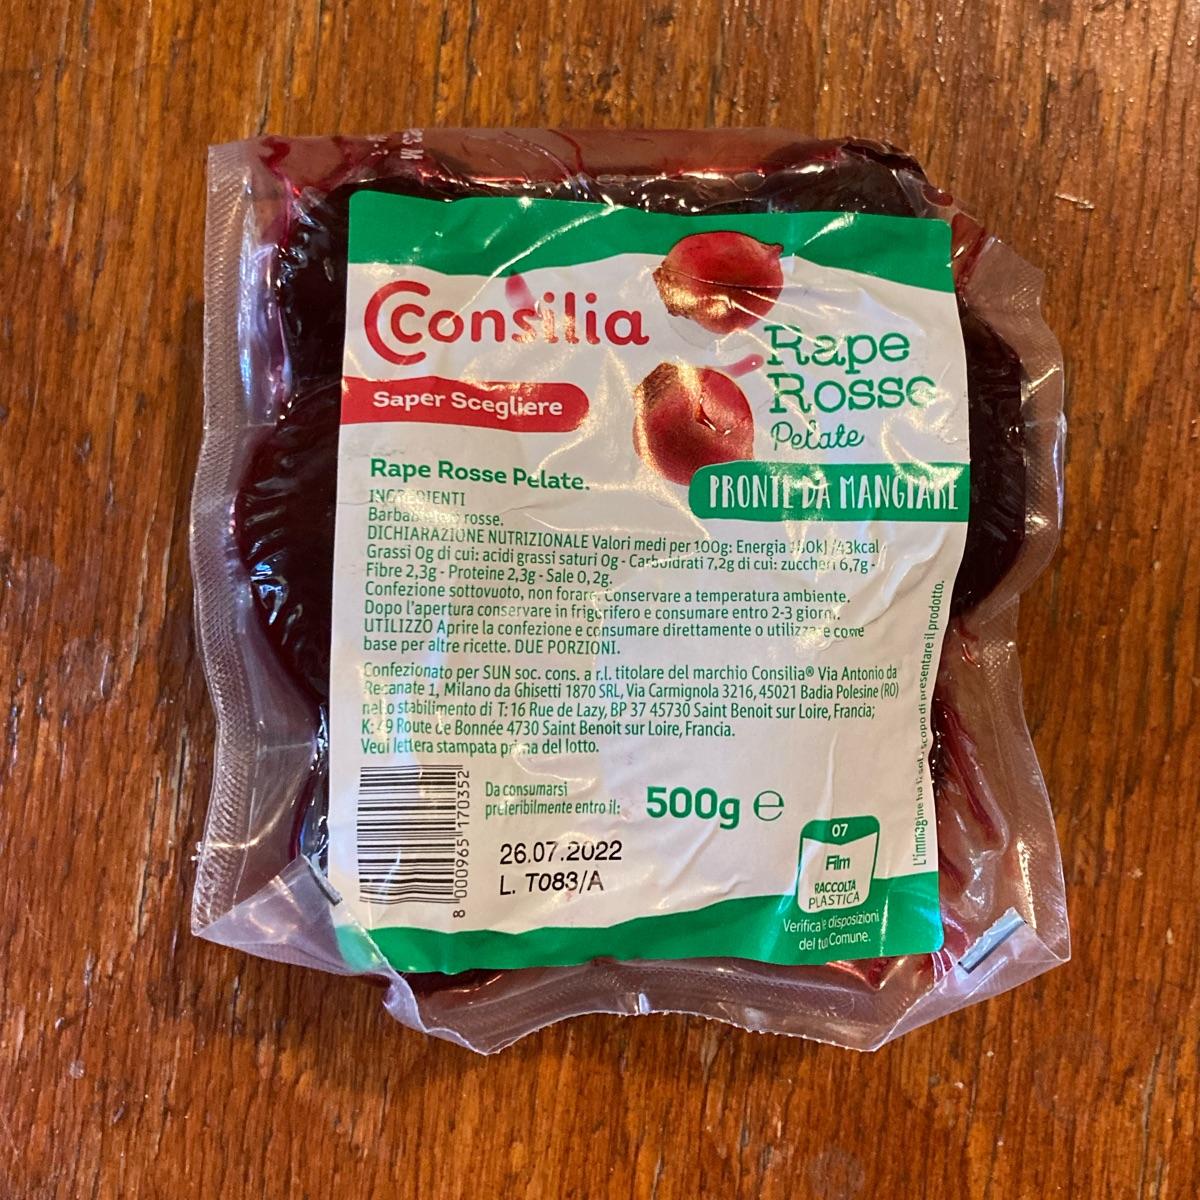 Consilia
Saper Scegliere
Rape
Rosse
Pelate
PRONTE DA MANGIARE
Rape Rosse Pelate.
INGREDIENTI
rosse.
DICHIARAZIONE NUTRIZIONALE Valori medi per 100g: Energia /43kcal
Grassi 0g di cui: acidi grassi saturi 0g - Carboidrati 7,2g di cui: zuccheri 6,7g -
Fibre 2,3g - Proteine 2,3g - Sale 0, 2g.
Confezione sottovuoto, non forare. Conservare a temperatura ambiente.
Dopo l'apertura conservare in frigorifero e consumare entro 2-3 giorni.
UTILIZZO Aprire la confezione e consumare direttamente o utilizzare come
base per altre ricette. DUE PORZIONI.
Confezionato per SUN soc. cons. a r.l. titolare del marchio Consilia® Via Antonio da
Recanate 1, Milano da Ghisetti 1870 SRL, Via Carmignola 3216, 45021 Badia Polesine (RO)
nello stabilimento di T: 16 Rue de Lazy, BP 37 45730 Saint Benoit sur Loire, Francia;
K: 49 Route de Bonnée 4730 Saint Benoit sur Loire, Francia.
Vedi lettera stampata prima del lotto.
8 000965 170352
Da consumarsi
preferibilmente entro il:
500g ℮
26.07.2022
L. T083/A
07
Film
RACCOLTA
PLASTICA
Verifica le disposizioni
del tuo Comune.
L'immagine ha il solo scopo di presentare il prodotto.